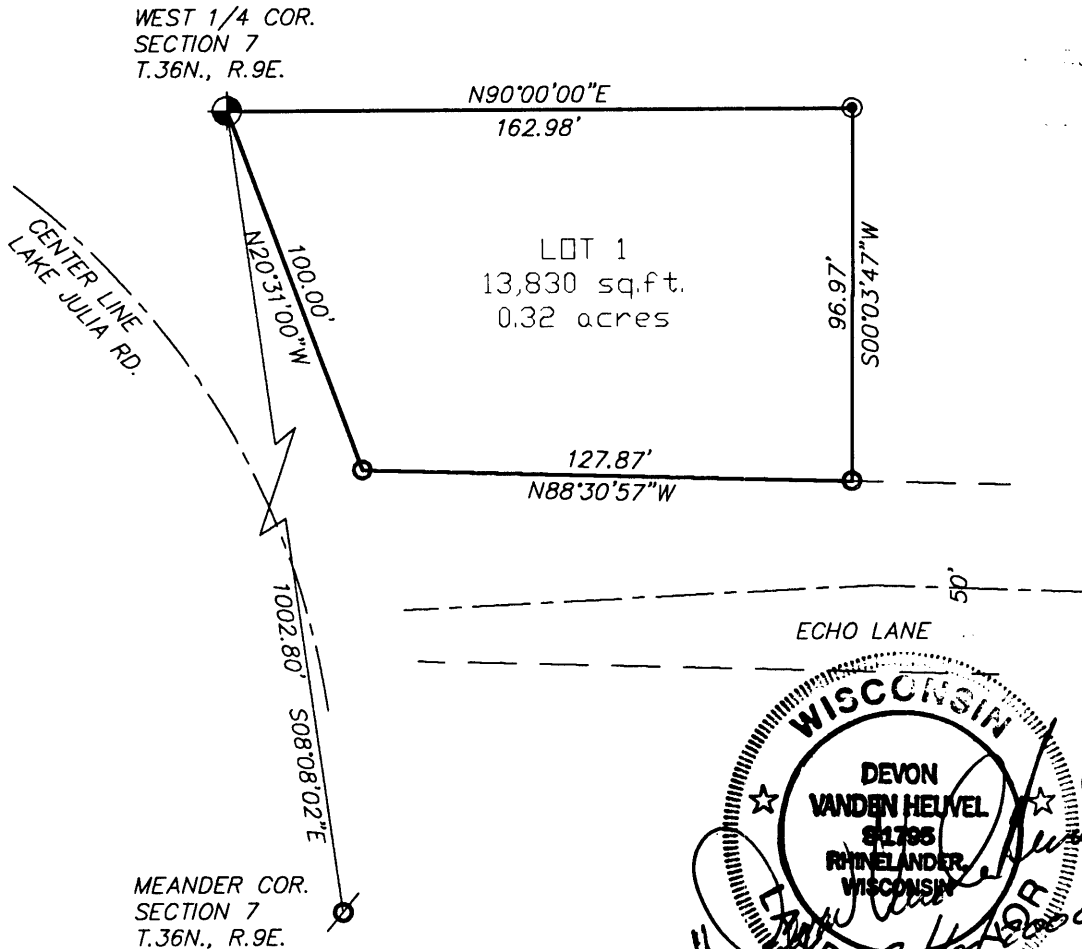 WEST 1/4 COR.
SECTION 7
T.36N., R.9E.
N90°00'00"E
162.98'
CENTER LINE
LAKE JULIA RD.
N20°31'00"W
100.00'
LOT 1
13,830 sq.ft.
0.32 acres
96.97'
S00°03'47"W
127.87'
N88°30'57"W
50'
ECHO LANE
1002.80' S08°08'02"E
MEANDER COR.
SECTION 7
T.36N., R.9E.
WISCONSIN
DEVON
VANDEN HEUVEL
S-1795
RHINELANDER,
WISCONSIN